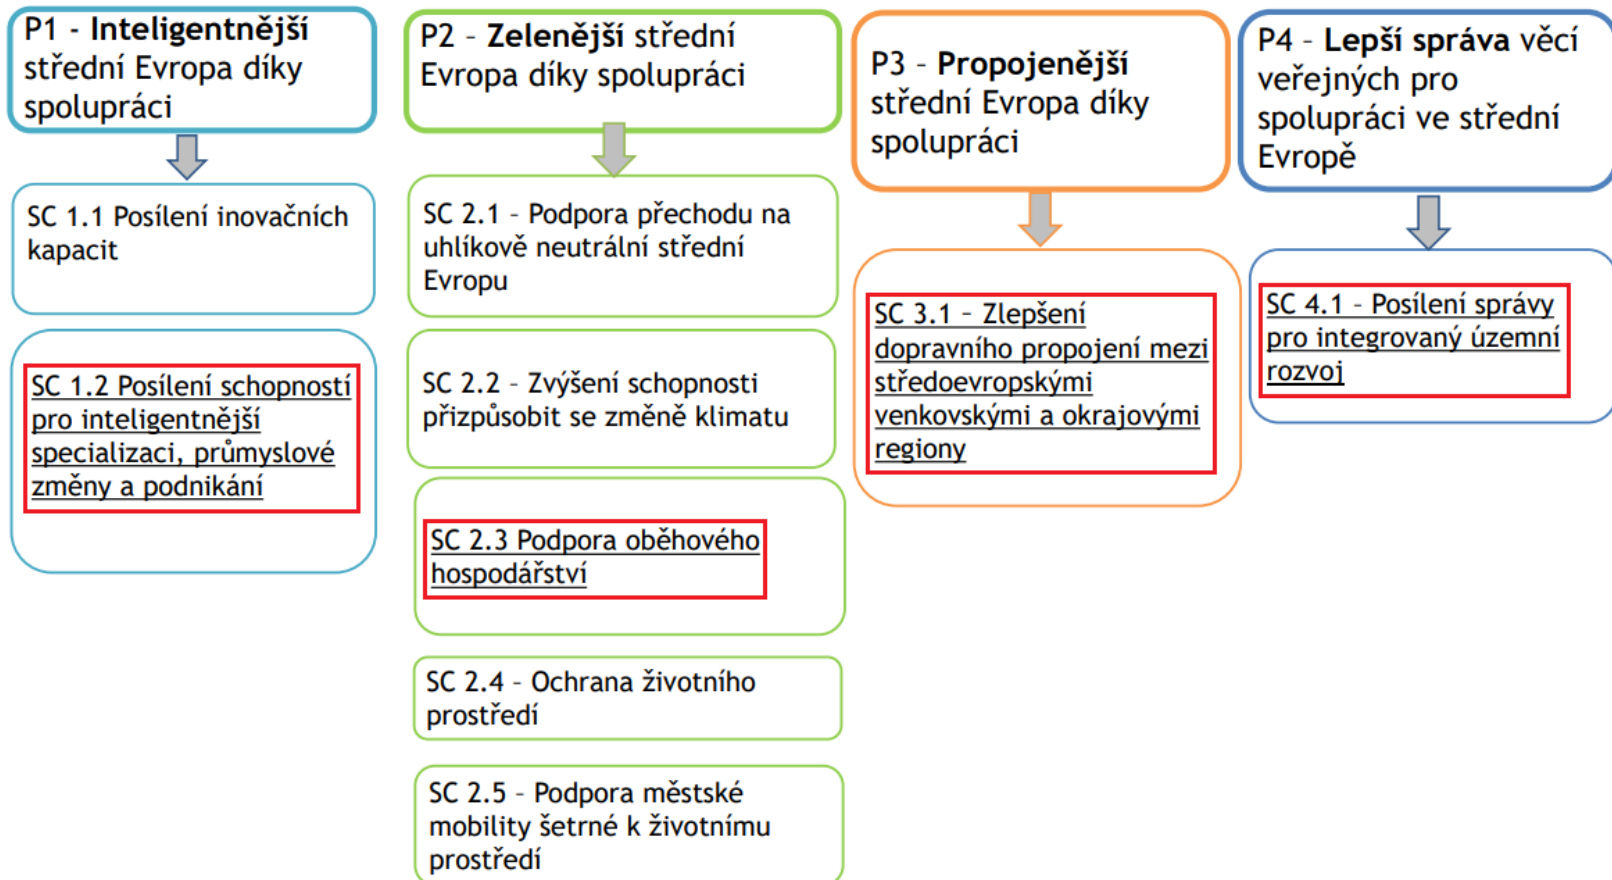 P1 - Inteligentnější
střední Evropa díky
spolupráci
SC 1.1 Posílení inovačních
kapacit
SC 1.2 Posílení schopností
pro inteligentnější
specializaci, průmyslové
změny a podnikání
P2 – Zelenější střední
Evropa díky spolupráci
SC 2.1 – Podpora přechodu na
uhlíkově neutrální střední
Evropu
SC 2.2 – Zvýšení schopnosti
přizpůsobit se změně klimatu
SC 2.3 Podpora oběhového
hospodářství
SC 2.4 – Ochrana životního
prostředí
SC 2.5 – Podpora městské
mobility šetrné k životnímu
prostředí
P3 – Propojenější
střední Evropa díky
spolupráci
SC 3.1 – Zlepšení
dopravního propojení mezi
středoevropskými
venkovskými a okrajovými
regiony
P4 – Lepší správa věcí
veřejných pro
spolupráci ve střední
Evropě
SC 4.1 – Posílení správy
pro integrovaný územní
rozvoj